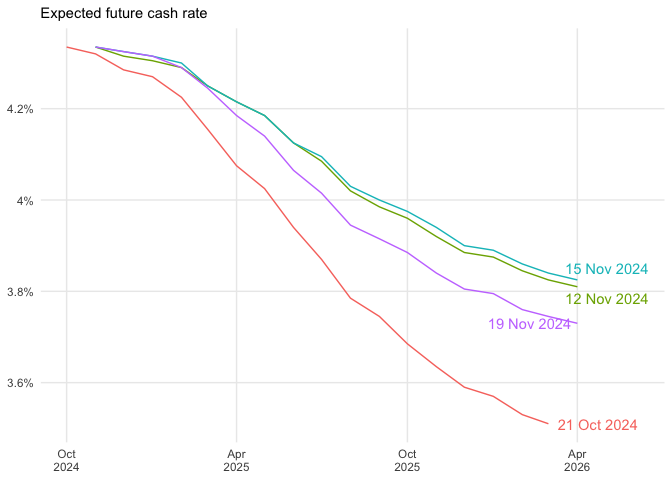 Expected future cash rate
4.2%
4%
3.8%
3.6%
15 Nov 2024
12 Nov 2024
19 Nov 2024
21 Oct 2024
Oct
2024
Apr
2025
Oct
2025
Apr
2026